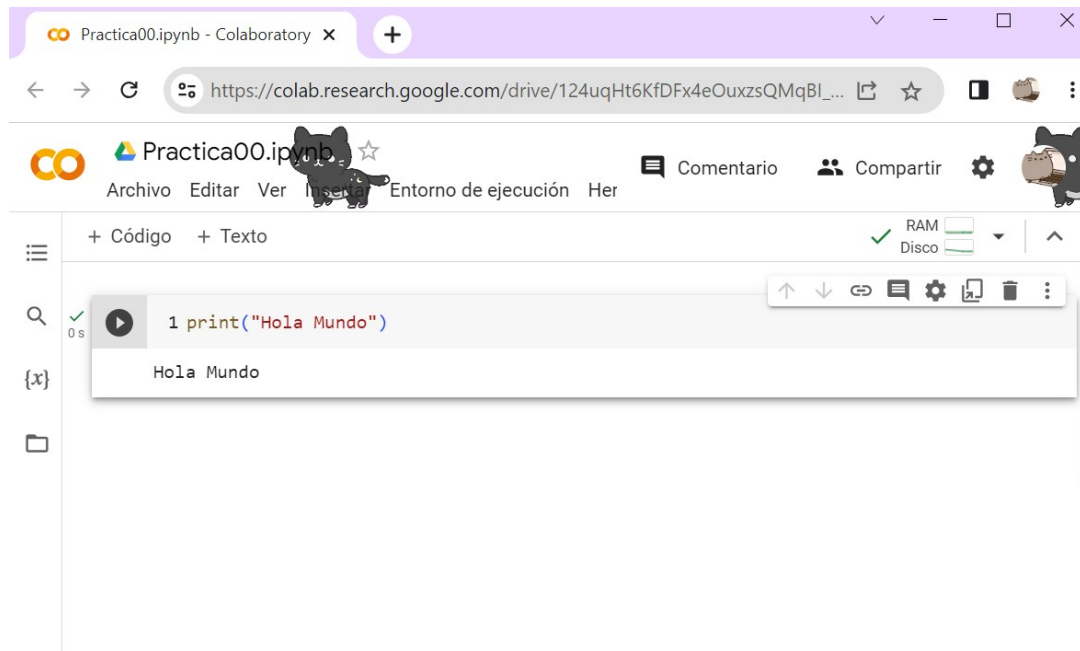 Practica00.ipynb - Colaboratory
https://colab.research.google.com/drive/124uqHt6KfDFx4eOuxzsQMqBI_...
Practica00.ipynb
Comentario
Compartir
Archivo Editar Ver Insertar Entorno de ejecución Her
+ Código + Texto
RAM
Disco
0 s
1 print("Hola Mundo")
{x}
Hola Mundo